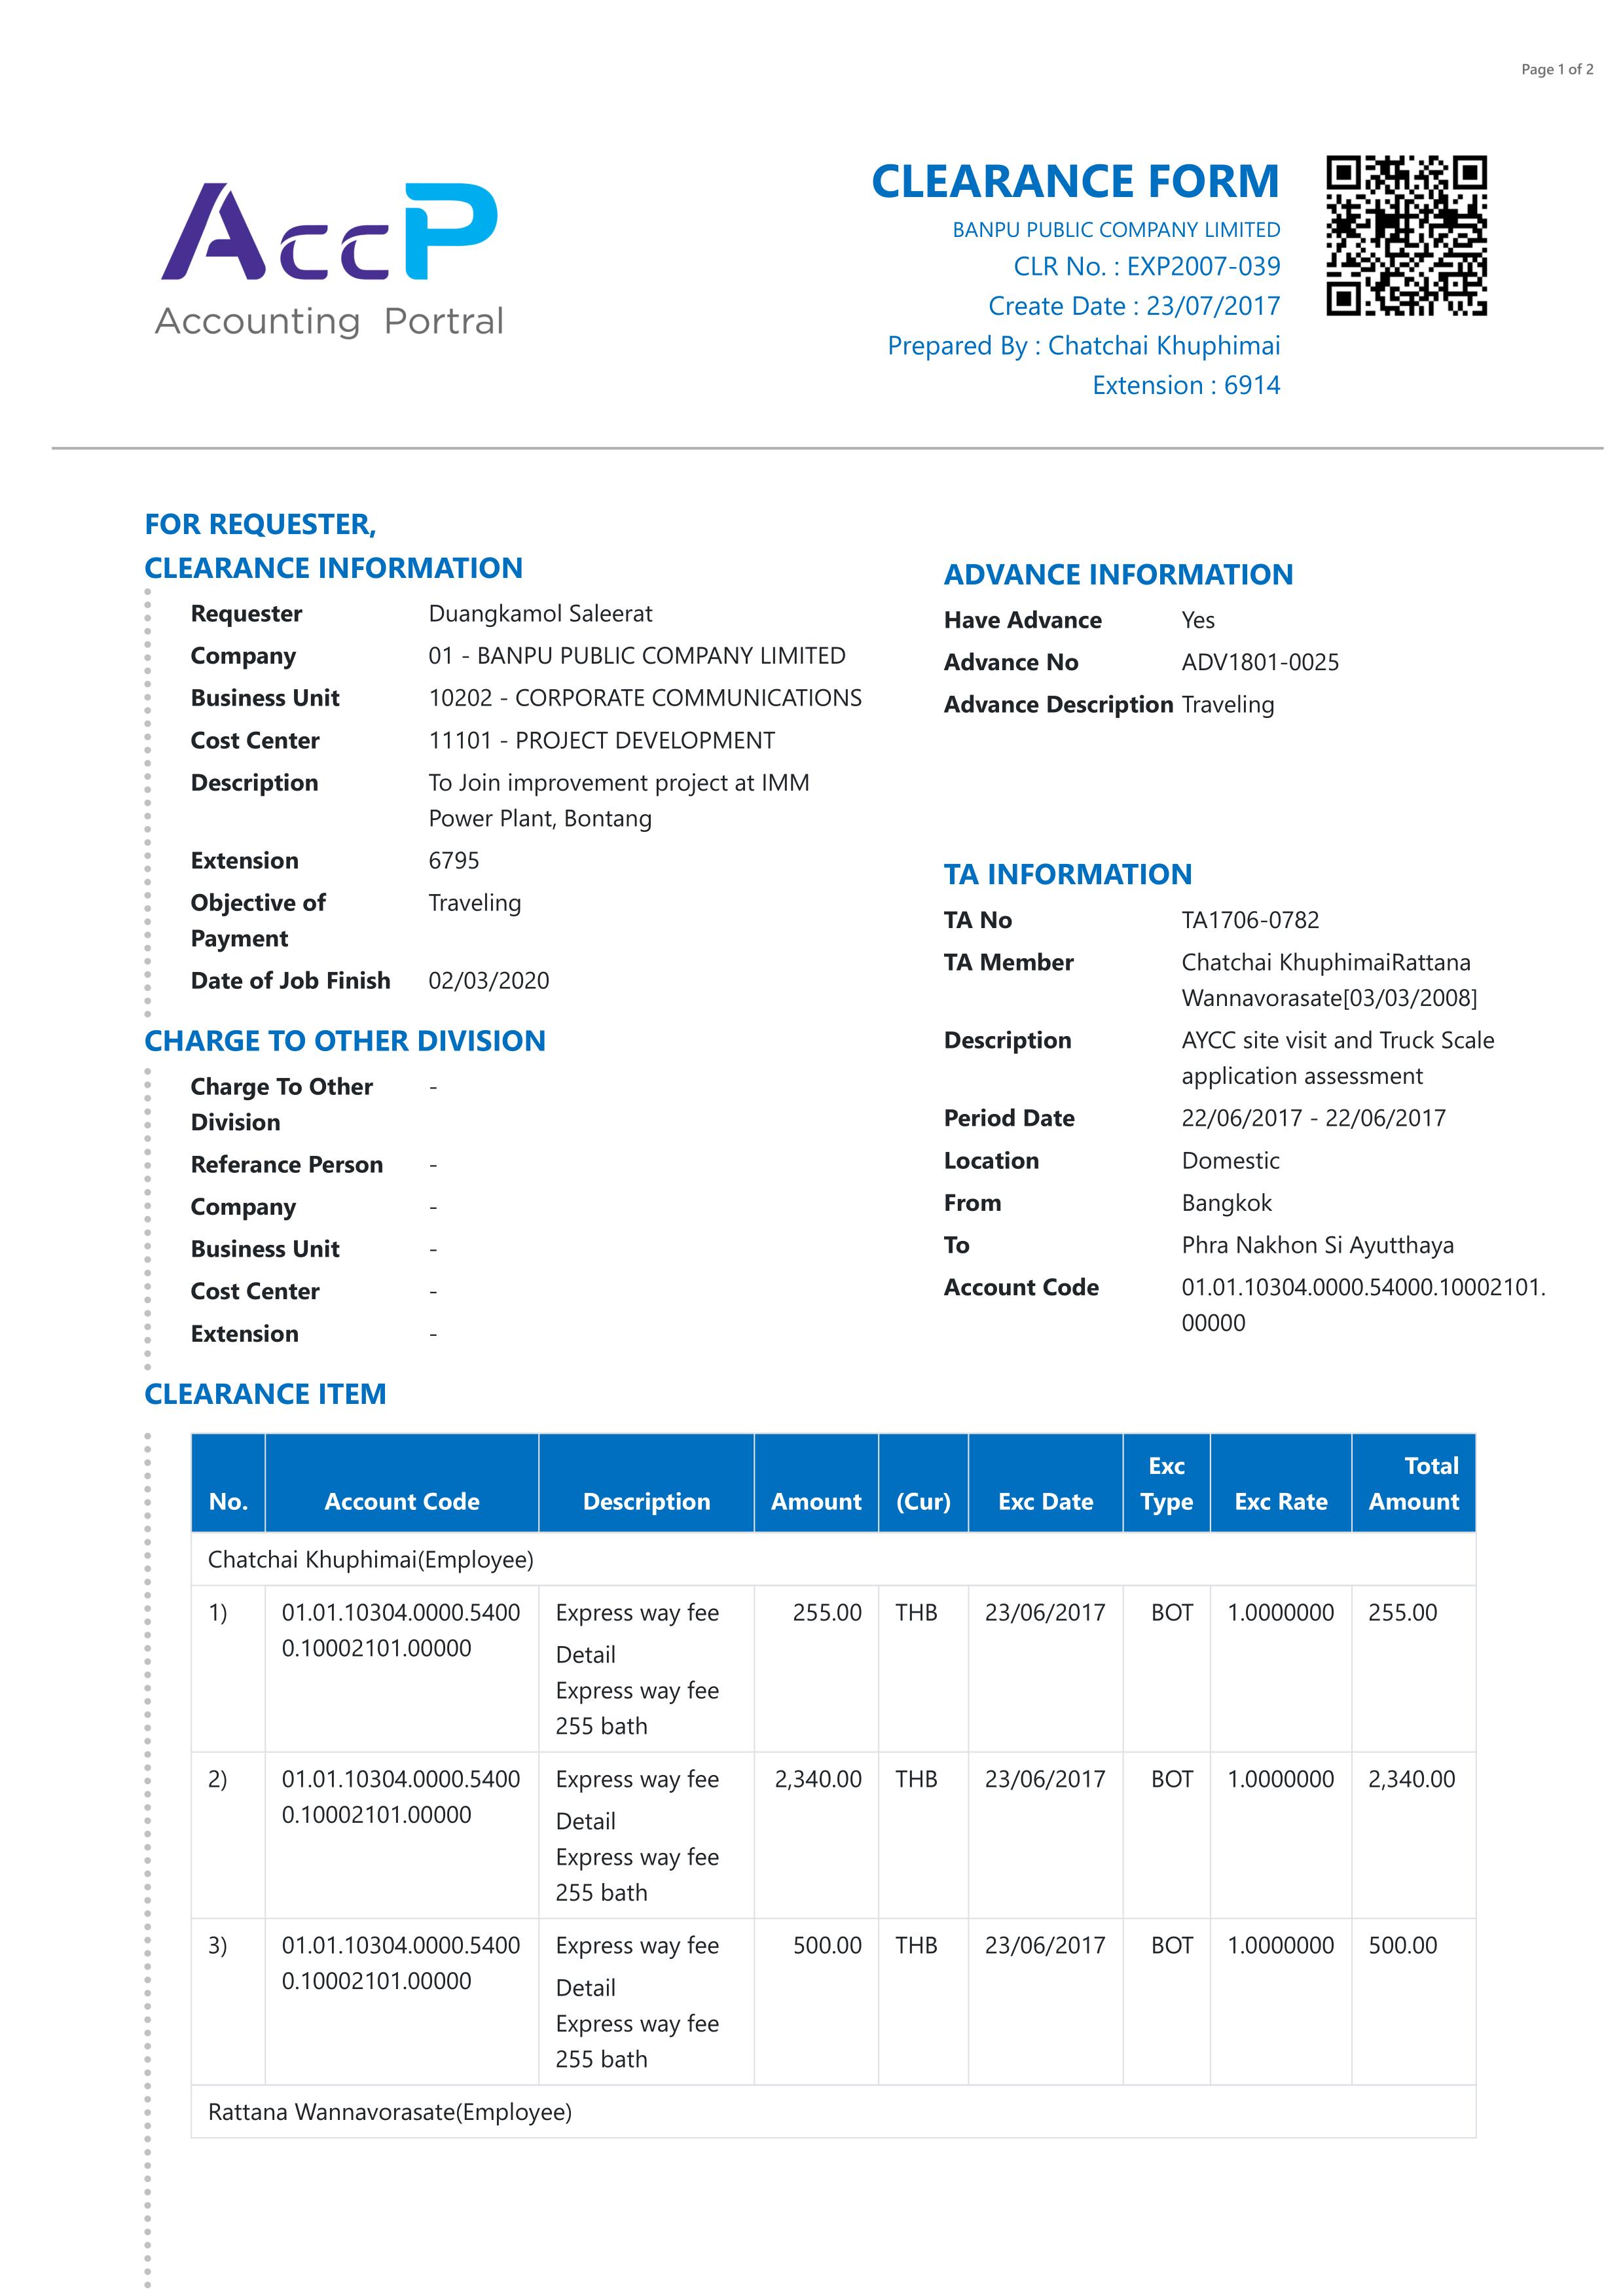 Page 1 of 2
AccP
Accounting Portral
CLEARANCE FORM
BANPU PUBLIC COMPANY LIMITED
CLR No. : EXP2007-039
Create Date : 23/07/2017
Prepared By : Chatchai Khuphimai
Extension : 6914
FOR REQUESTER,
CLEARANCE INFORMATION
Requester Duangkamol Saleerat
Company 01 - BANPU PUBLIC COMPANY LIMITED
Business Unit 10202 - CORPORATE COMMUNICATIONS
Cost Center 11101 - PROJECT DEVELOPMENT
Description To Join improvement project at IMM
Power Plant, Bontang
Extension 6795
Objective of Traveling
Payment
Date of Job Finish 02/03/2020
CHARGE TO OTHER DIVISION
Charge To Other -
Division
Referance Person -
Company -
Business Unit -
Cost Center -
Extension -
ADVANCE INFORMATION
Have Advance Yes
Advance No ADV1801-0025
Advance Description Traveling
TA INFORMATION
TA No TA1706-0782
TA Member Chatchai KhuphimaiRattana
Wannavorasate[03/03/2008]
Description AYCC site visit and Truck Scale
application assessment
Period Date 22/06/2017 - 22/06/2017
Location Domestic
From Bangkok
To Phra Nakhon Si Ayutthaya
Account Code 01.01.10304.0000.54000.10002101.
00000
CLEARANCE ITEM
Exc Total
No. Account Code Description Amount (Cur) Exc Date Type Exc Rate Amount
Chatchai Khuphimai(Employee)
1) 01.01.10304.0000.5400 Express way fee 255.00 THB 23/06/2017 BOT 1.0000000 255.00
0.10002101.00000
Detail
Express way fee
255 bath
2) 01.01.10304.0000.5400 Express way fee 2,340.00 THB 23/06/2017 BOT 1.0000000 2,340.00
0.10002101.00000
Detail
Express way fee
255 bath
3) 01.01.10304.0000.5400 Express way fee 500.00 THB 23/06/2017 BOT 1.0000000 500.00
0.10002101.00000
Detail
Express way fee
255 bath
Rattana Wannavorasate(Employee)